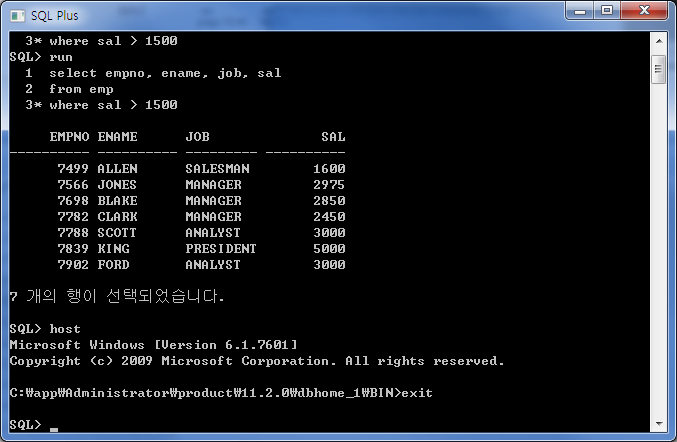 SQL Plus
  3* where sal > 1500
SQL> run
  1  select empno, ename, job, sal
  2  from emp
  3* where sal > 1500

     EMPNO ENAME      JOB              SAL
---------- ---------- --------- ----------
      7499 ALLEN      SALESMAN        1600
      7566 JONES      MANAGER         2975
      7698 BLAKE      MANAGER         2850
      7782 CLARK      MANAGER         2450
      7788 SCOTT      ANALYST         3000
      7839 KING       PRESIDENT       5000
      7902 FORD       ANALYST         3000

7 개의 행이 선택되었습니다.

SQL> host
Microsoft Windows [Version 6.1.7601]
Copyright (c) 2009 Microsoft Corporation. All rights reserved.

C:₩app₩Administrator₩product₩11.2.0₩dbhome_1₩BIN>exit

SQL> _